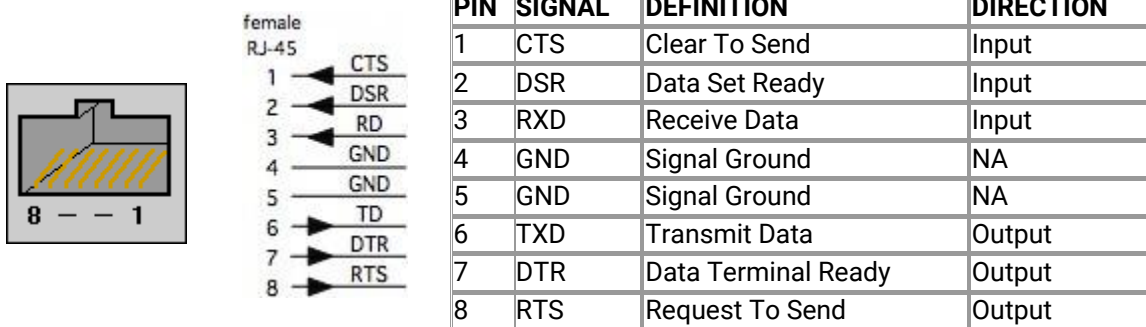 8 - - 1
female
RJ-45
1 CTS
2 DSR
3 RD
4 GND
5 GND
6 TD
7 DTR
8 RTS
PIN SIGNAL DEFINITION DIRECTION
1 CTS Clear To Send Input
2 DSR Data Set Ready Input
3 RXD Receive Data Input
4 GND Signal Ground NA
5 GND Signal Ground NA
6 TXD Transmit Data Output
7 DTR Data Terminal Ready Output
8 RTS Request To Send Output